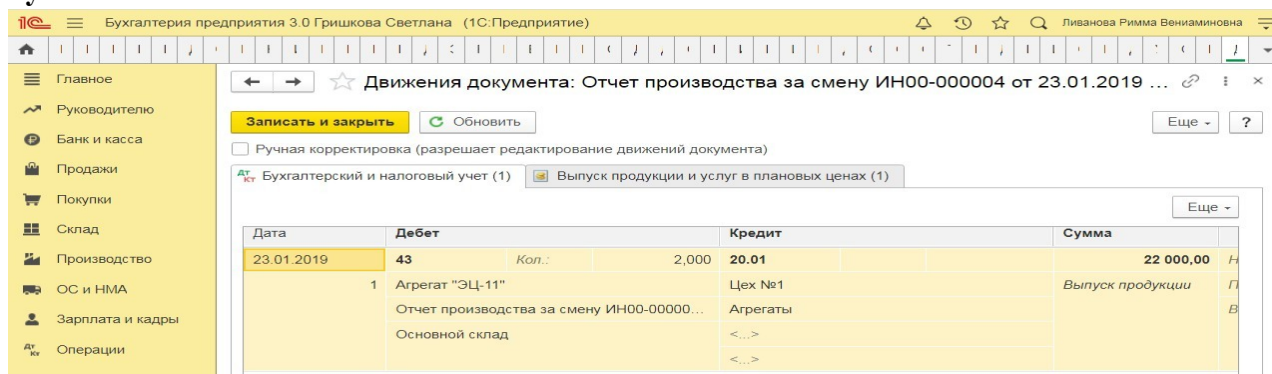 1С Бухгалтерия предприятия 3.0 Гришкова Светлана (1С:Предприятие) Ливанова Римма Вениаминовна
Главное
Руководителю
Банк и касса
Продажи
Покупки
Склад
Производство
ОС и НМА
Зарплата и кадры
Операции
Движения документа: Отчет производства за смену ИН00-000004 от 23.01.2019 ...
Записать и закрыть Обновить Еще ?
Ручная корректировка (разрешает редактирование движений документа)
Бухгалтерский и налоговый учет (1) Выпуск продукции и услуг в плановых ценах (1)
Еще
Дата Дебет Кредит Сумма
23.01.2019 43 Кол.: 2,000 20.01 22 000,00 Н
1 Агрегат "ЭЦ-11" Цех №1 Выпуск продукции П
Отчет производства за смену ИН00-00000... Агрегаты В
Основной склад <...>
<...>